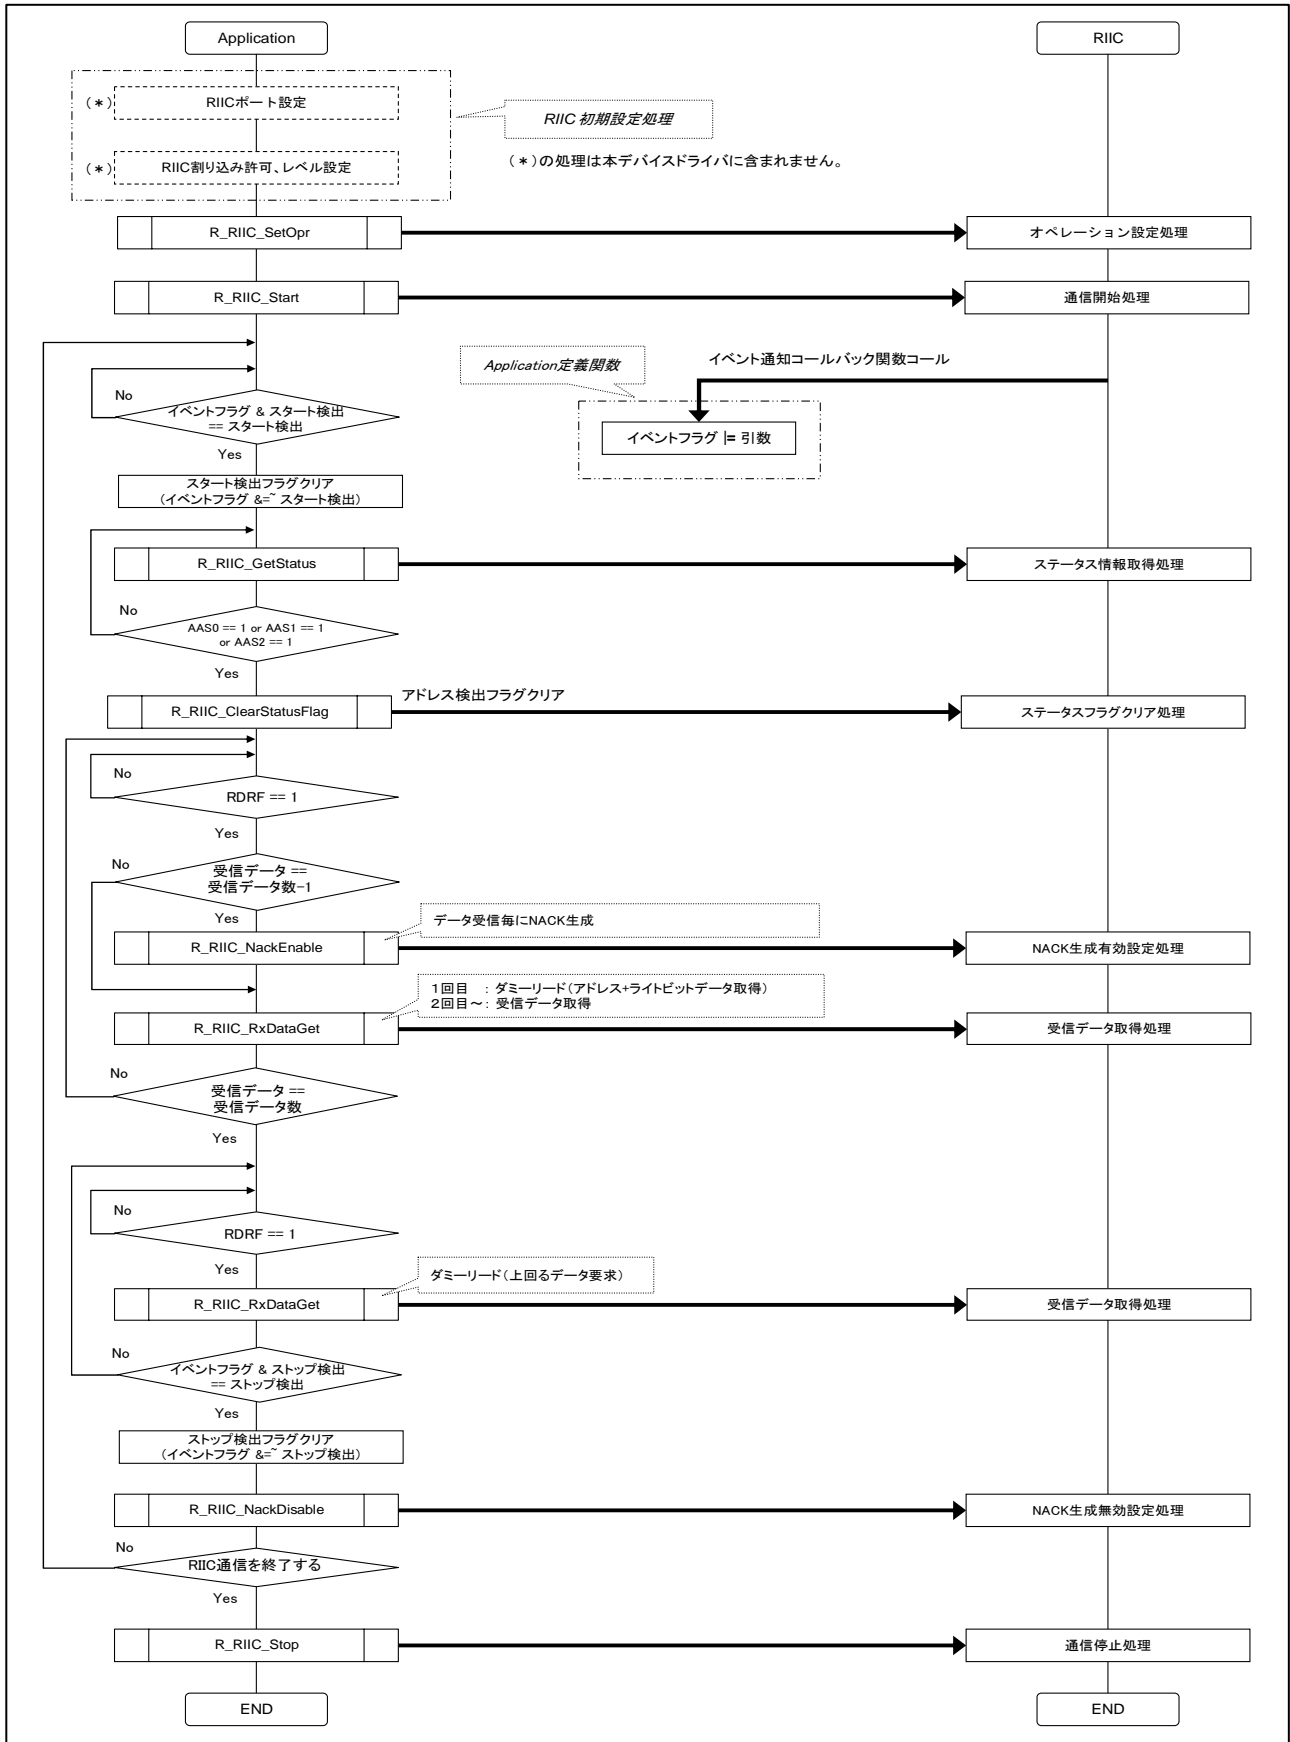 Application
RIIC
(*)
RIICポート設定
RIIC 初期設定処理
(*)の処理は本デバイスドライバに含まれません。
(*)
RIIC割り込み許可、レベル設定
R_RIIC_SetOpr
オペレーション設定処理
R_RIIC_Start
通信開始処理
Application定義関数
イベント通知コールバック関数コール
No
イベントフラグ & スタート検出
== スタート検出
イベントフラグ |= 引数
Yes
スタート検出フラグクリア
(イベントフラグ &=~ スタート検出)
R_RIIC_GetStatus
ステータス情報取得処理
No
AAS0 == 1 or AAS1 == 1
or AAS2 == 1
Yes
アドレス検出フラグクリア
R_RIIC_ClearStatusFlag
ステータスフラグクリア処理
No
RDRF == 1
Yes
No
受信データ ==
受信データ数-1
Yes
データ受信毎にNACK生成
R_RIIC_NackEnable
NACK生成有効設定処理
1回目 : ダミーリード(アドレス+ライトビットデータ取得)
2回目~: 受信データ取得
R_RIIC_RxDataGet
受信データ取得処理
No
受信データ ==
受信データ数
Yes
No
RDRF == 1
Yes
ダミーリード(上回るデータ要求)
R_RIIC_RxDataGet
受信データ取得処理
No
イベントフラグ & ストップ検出
== ストップ検出
Yes
ストップ検出フラグクリア
(イベントフラグ &=~ ストップ検出)
R_RIIC_NackDisable
NACK生成無効設定処理
No
RIIC通信を終了する
Yes
R_RIIC_Stop
通信停止処理
END
END